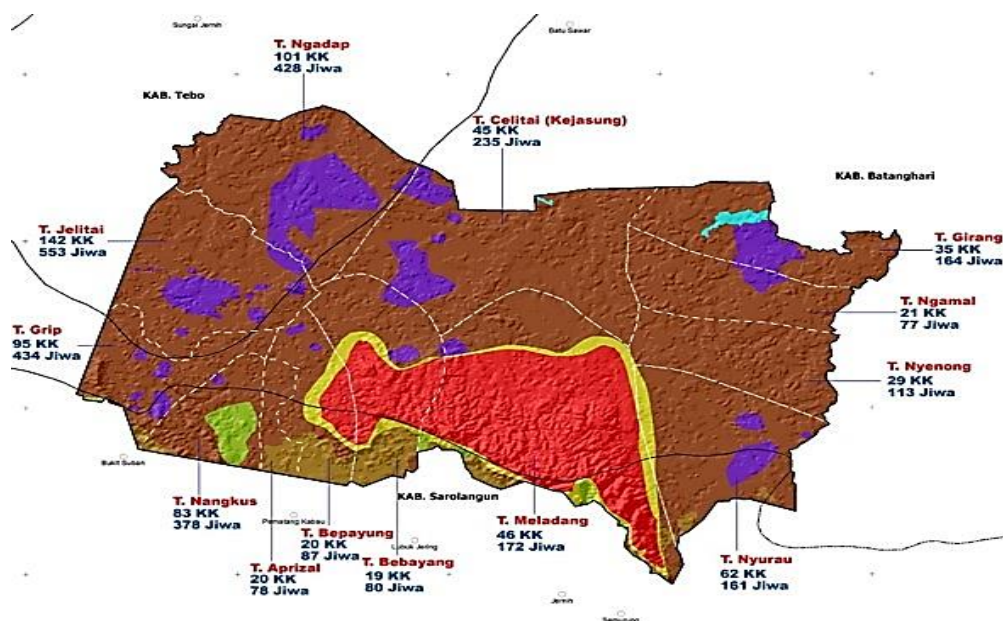 Sungai Jernih
Batu Sawar
T. Ngadap
101 KK
428 Jiwa
KAB. Tebo
T. Celitai (Kejasung)
45 KK
235 Jiwa
KAB. Batanghari
T. Jelitai
142 KK
553 Jiwa
T. Girang
35 KK
164 Jiwa
T. Ngamal
21 KK
77 Jiwa
T. Grip
95 KK
434 Jiwa
T. Nyenong
29 KK
113 Jiwa
Bukit Suban
T. Nangkus
83 KK
378 Jiwa
KAB. Sarolangun
Pematang Kabau
T. Bepayung
20 KK
87 Jiwa
Lubuk Jering
T. Meladang
46 KK
172 Jiwa
T. Aprizal
20 KK
78 Jiwa
T. Bebayang
19 KK
80 Jiwa
T. Nyurau
62 KK
161 Jiwa
Jernih